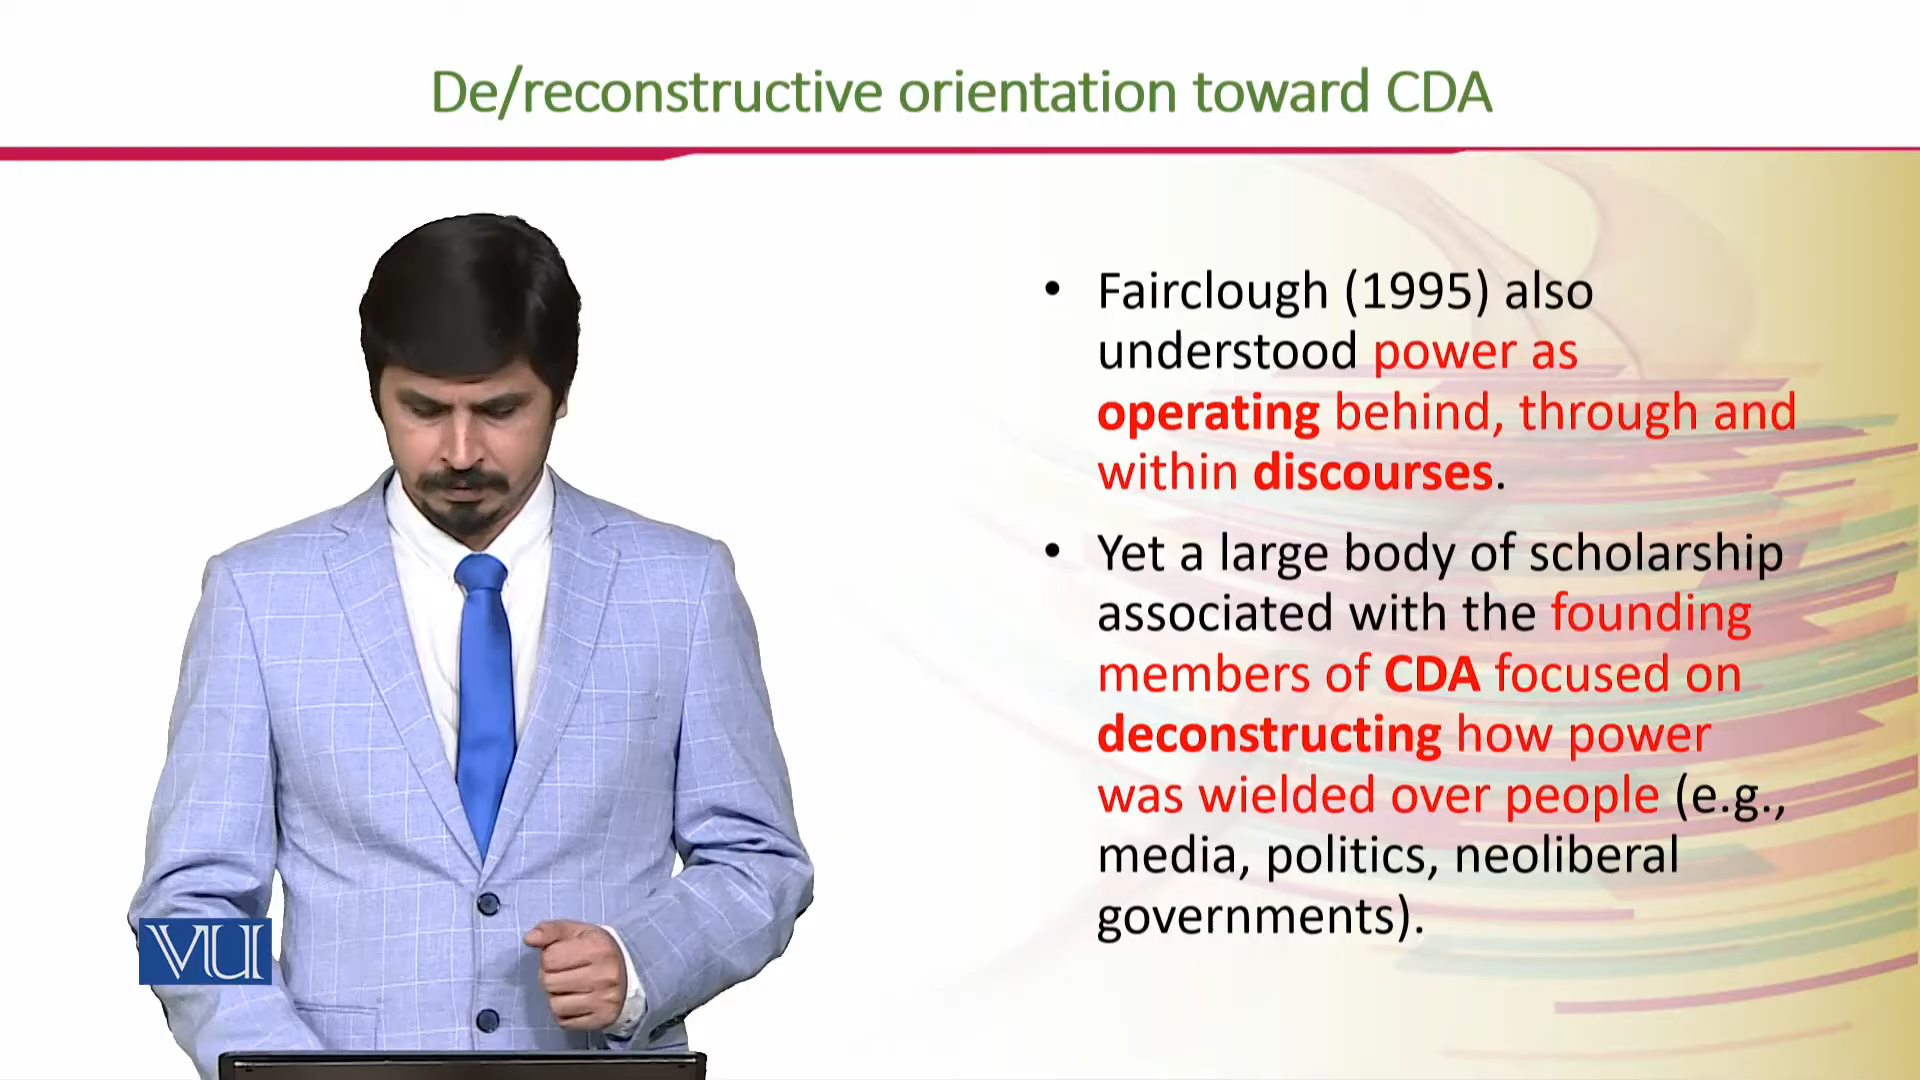 De/reconstructive orientation toward CDA
• Fairclough (1995) also
understood power as
operating behind, through and
within discourses.
• Yet a large body of scholarship
associated with the founding
members of CDA focused on
deconstructing how power
was wielded over people (e.g.,
media, politics, neoliberal
governments).
VU